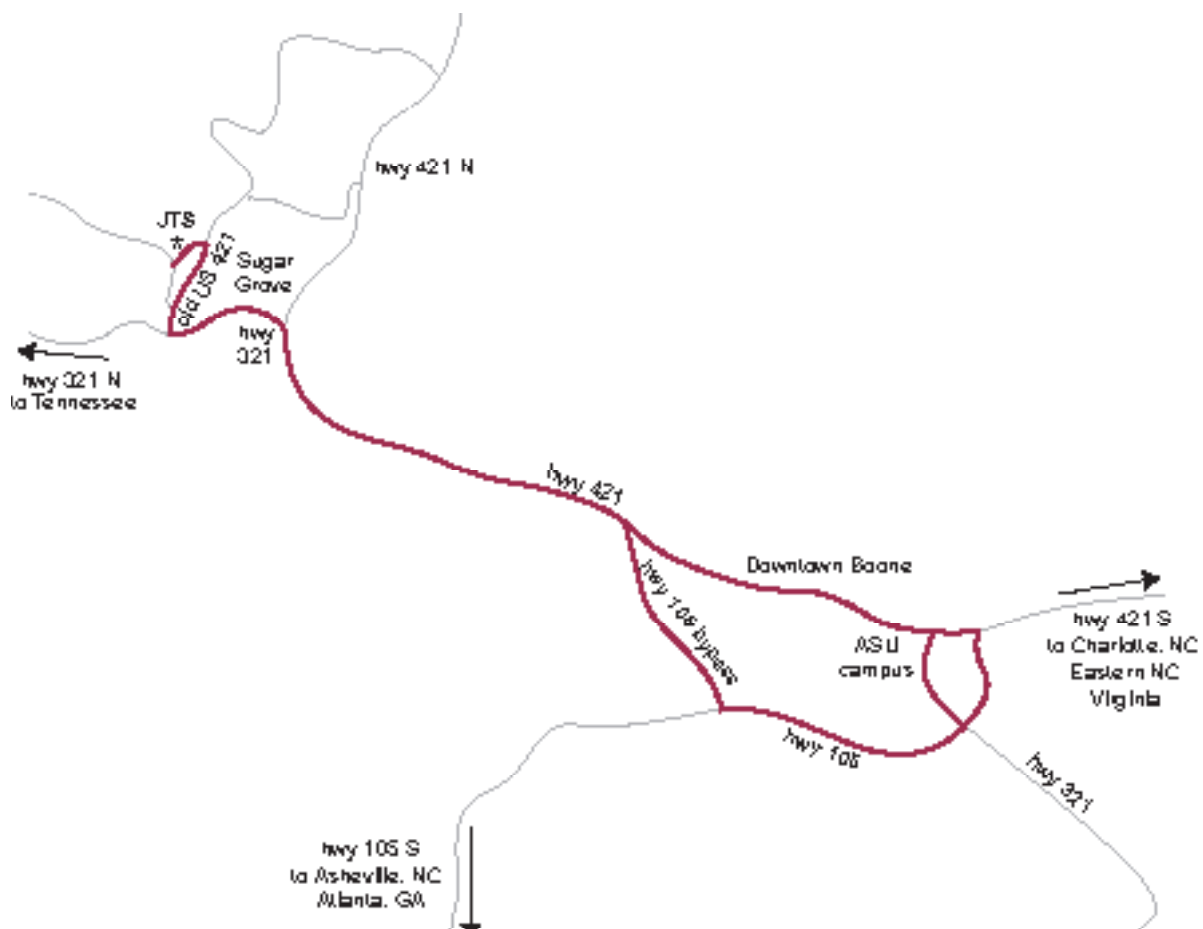 hwy 421 N
JTS
*
old US 421
Sugar
Grove
hwy
321
hwy 321 N
to Tennessee
hwy 421
Downtown Boone
hwy 105 bypass
ASU
campus
hwy 421 S
to Charlotte, NC
Eastern NC
Virginia
hwy 105
hwy 321
hwy 105 S
to Asheville, NC
Atlanta, GA